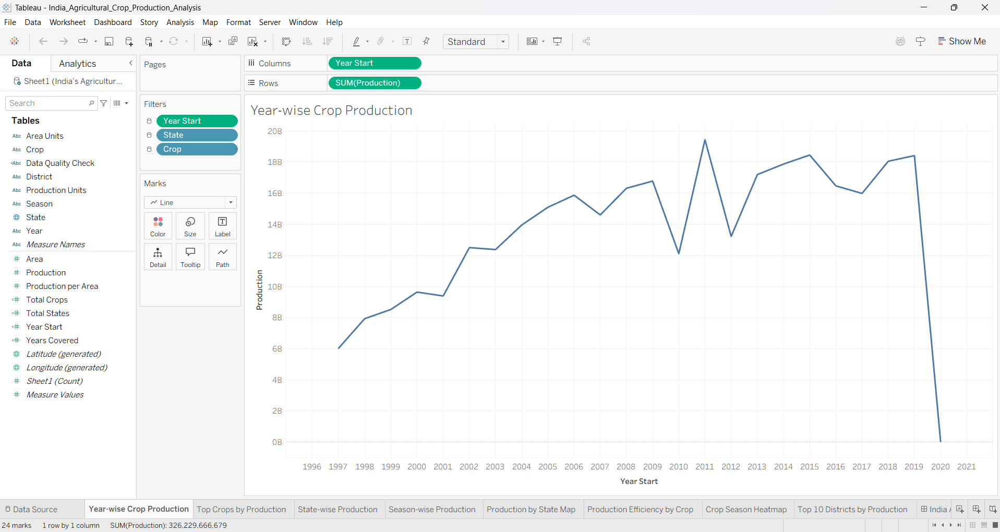 Tableau - India_Agricultural_Crop_Production_Analysis
File Data Worksheet Dashboard Story Analysis Map Format Server Window Help
Standard
Show Me
Data Analytics
Sheet1 (India's Agricultur...
Search
Tables
Abc Area Units
Abc Crop
=Abc Data Quality Check
Abc District
Abc Production Units
Abc Season
State
Abc Year
Abc Measure Names
# Area
# Production
# Production per Area
=# Total Crops
=# Total States
=# Year Start
=# Years Covered
Latitude (generated)
Longitude (generated)
# Sheet1 (Count)
# Measure Values
Pages
Filters
Year Start
State
Crop
Marks
Line
Color Size Label
Detail Tooltip Path
Columns Year Start
Rows SUM(Production)
Year-wise Crop Production
20B
18B
16B
14B
12B
10B
8B
6B
4B
2B
0B
Production
1996 1997 1998 1999 2000 2001 2002 2003 2004 2005 2006 2007 2008 2009 2010 2011 2012 2013 2014 2015 2016 2017 2018 2019 2020 2021
Year Start
Data Source Year-wise Crop Production Top Crops by Production State-wise Production Season-wise Production Production by State Map Production Efficiency by Crop Crop Season Heatmap Top 10 Districts by Production India
24 marks 1 row by 1 column SUM(Production): 326,229,666,679